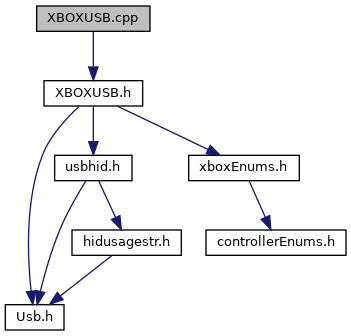 XBOXUSB.cpp
XBOXUSB.h
usbhid.h
xboxEnums.h
hidusagestr.h
controllerEnums.h
Usb.h